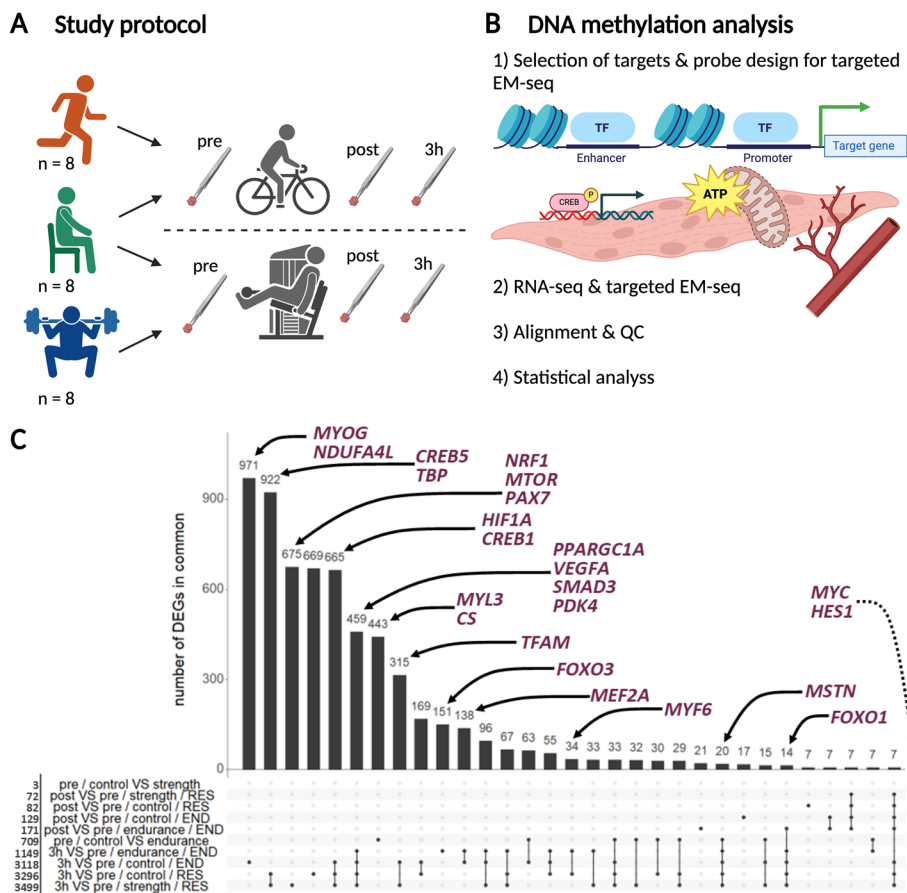 A Study protocol
n = 8
n = 8
n = 8
pre
post
3h
pre
post
3h
B DNA methylation analysis
1) Selection of targets & probe design for targeted
EM-seq
TF
TF
Enhancer
Promoter
Target gene
CREB
P
ATP
2) RNA-seq & targeted EM-seq
3) Alignment & QC
4) Statistical analyss
C
MYOG
NDUFA4L
CREB5
TBP
NRF1
MTOR
PAX7
HIF1A
CREB1
PPARGC1A
VEGFA
SMAD3
PDK4
MYL3
CS
TFAM
FOXO3
MEF2A
MYF6
MSTN
FOXO1
MYC
HES1
number of DEGs in common
900
600
300
0
971 922 675 669 665 459 443 315 169 151 138 96 67 63 55 34 33 33 32 30 29 21 20 17 15 14 7 7 7 7 7
3 pre / control VS strength
72 post VS pre / strength / RES
82 post VS pre / control / RES
129 post VS pre / control / END
171 post VS pre / endurance / END
709 pre / control VS endurance
1149 3h VS pre / endurance / END
3118 3h VS pre / control / END
3296 3h VS pre / control / RES
3499 3h VS pre / strength / RES